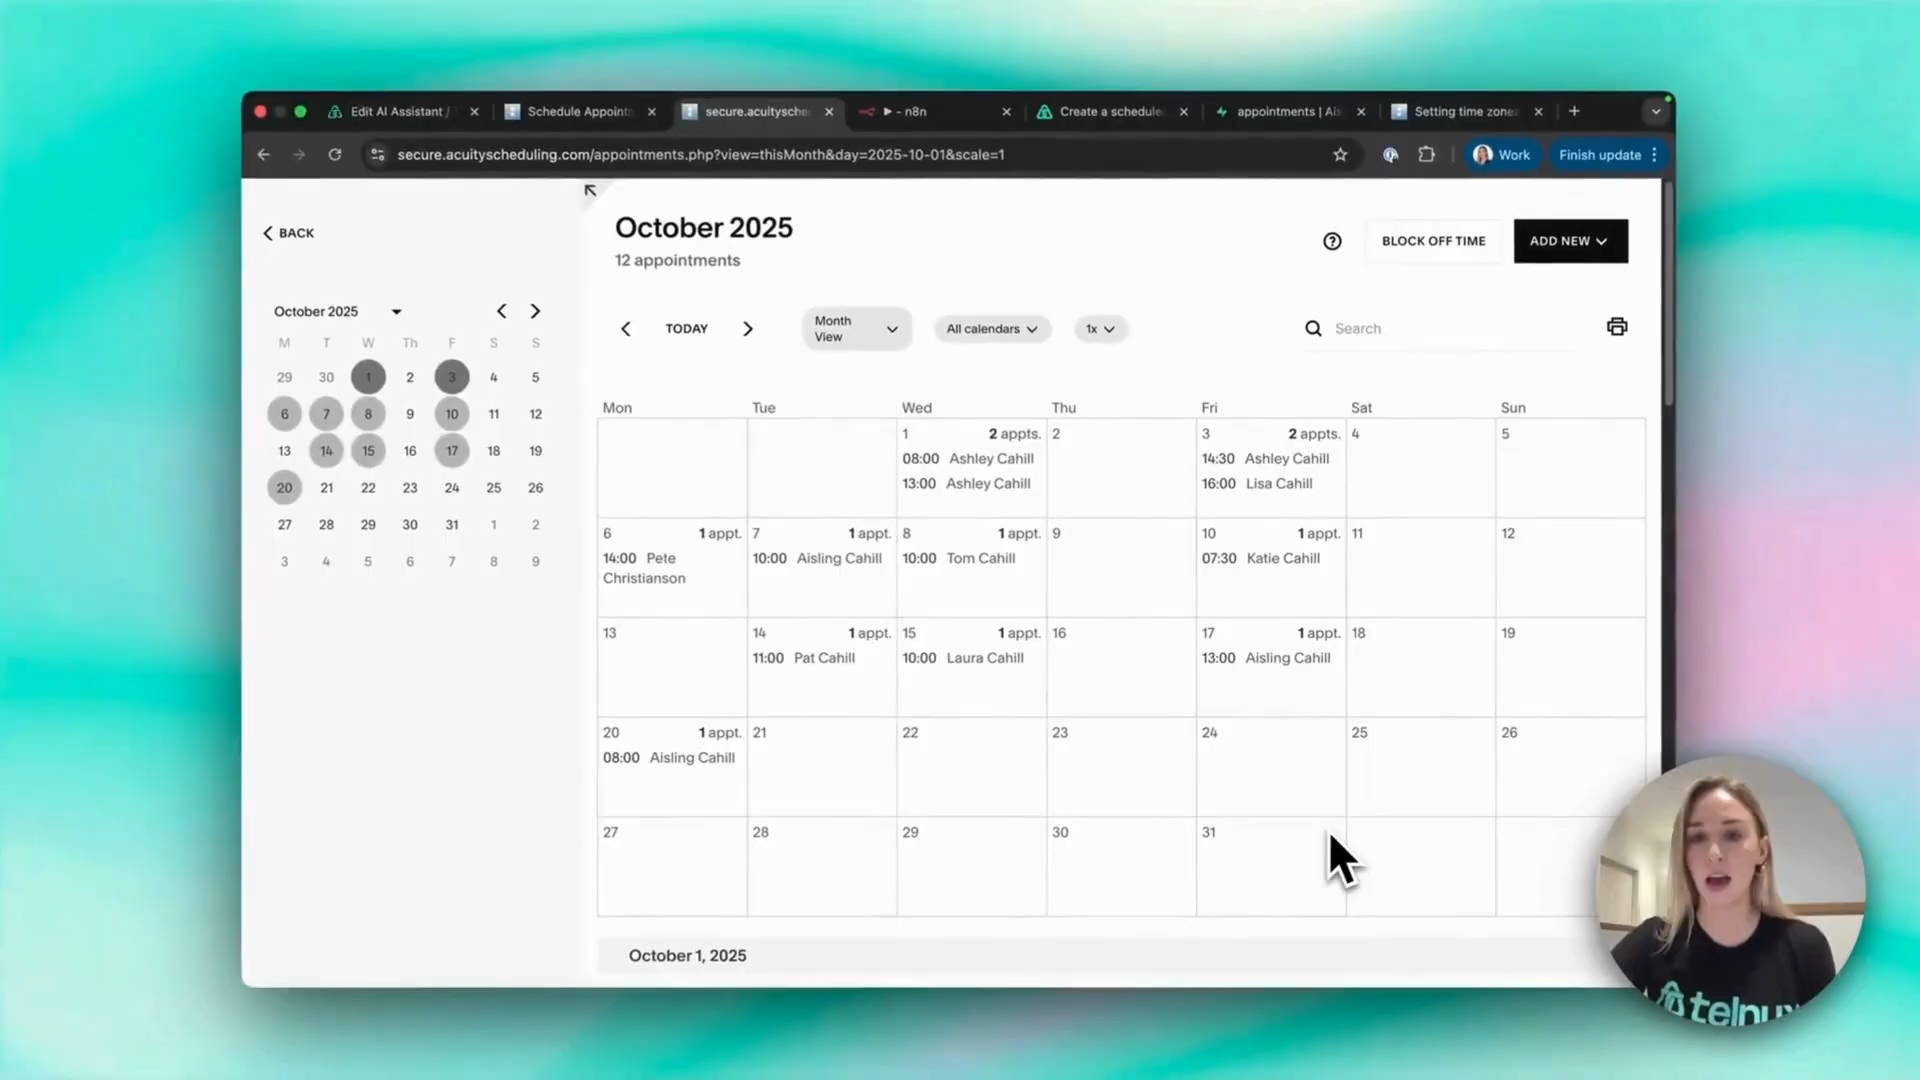 Edit AI Assistant /
Schedule Appoint
secure.acuitysche
▶ - n8n
Create a schedule
appointments | Ais
Setting time zone
secure.acuityscheduling.com/appointments.php?view=thisMonth&day=2025-10-01&scale=1
Work
Finish update
BACK
October 2025
M T W Th F S S
29 30 1 2 3 4 5
6 7 8 9 10 11 12
13 14 15 16 17 18 19
20 21 22 23 24 25 26
27 28 29 30 31 1 2
3 4 5 6 7 8 9
October 2025
12 appointments
BLOCK OFF TIME
ADD NEW
TODAY
Month
View
All calendars
1x
Search
Mon Tue Wed Thu Fri Sat Sun
1 2 appts. 2 3 2 appts. 4 5
08:00 Ashley Cahill 14:30 Ashley Cahill
13:00 Ashley Cahill 16:00 Lisa Cahill
6 1 appt. 7 1 appt. 8 1 appt. 9 10 1 appt. 11 12
14:00 Pete 10:00 Aisling Cahill 10:00 Tom Cahill 07:30 Katie Cahill
Christianson
13 14 1 appt. 15 1 appt. 16 17 1 appt. 18 19
11:00 Pat Cahill 10:00 Laura Cahill 13:00 Aisling Cahill
20 1 appt. 21 22 23 24 25 26
08:00 Aisling Cahill
27 28 29 30 31
October 1, 2025
telnyx